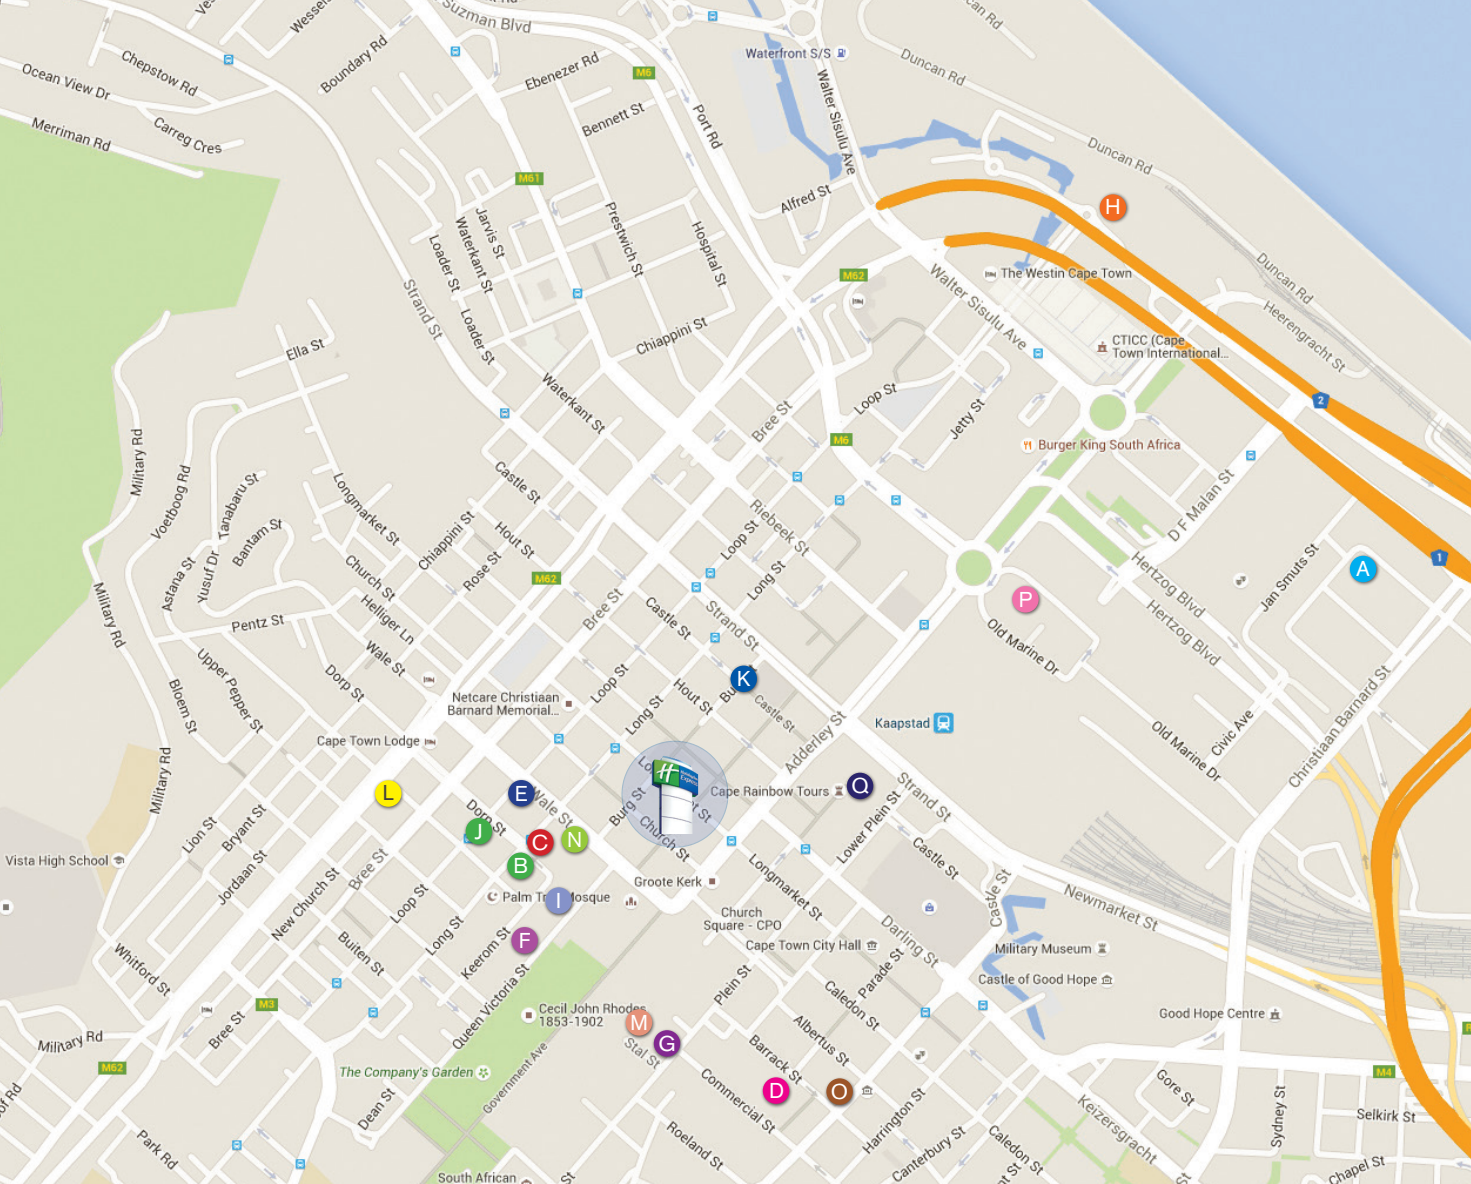 Suzman Blvd
Wessels
Boundary Rd
Chepstow Rd
Ocean View Dr
Carreg Cres
Merriman Rd
Ebenezer Rd
M6
Bennett St
Port Rd
Waterfront S/S
Walter Sisulu Ave
can Rd
Duncan Rd
Duncan Rd
Duncan Rd
M61
Alfred St
H
Jarvis St
Waterkant St
Loader St
Prestwich St
Hospital St
M62
The Westin Cape Town
Walter Sisulu Ave
Heerengracht St
Strand St
Loader St
Chiappini St
CTICC (Cape
Town International...
Ella St
Waterkant St
Loop St
Bree St
Jetty St
2
M6
Burger King South Africa
Military Rd
Voetboog Rd
Tanabaru St
Longmarket St
Castle St
Riebeek St
D F Malan St
Bantam St
Chiappini St
Hout St
Loop St
1
Astana St
Yusuf Dr
Church St
Rose St
M62
Long St
Hertzog Blvd
Jan Smuts St
A
Military Rd
Helliger Ln
Bree St
Castle St
Strand St
P
Hertzog Blvd
Pentz St
Wale St
Old Marine Dr
Upper Pepper St
Dorp St
Loop St
K
Bloem St
Netcare Christiaan
Barnard Memorial...
Long St
Hout St
Castle St
Adderley St
Kaapstad
Civic Ave
Christiaan Barnard St
Cape Town Lodge
Old Marine Dr
Military Rd
L
E
Wale St
Burg St
H
Cape Rainbow Tours
Q
Strand St
Lion St
Bryant St
Dorp St
J
C
N
Church St
Lower Plein St
Vista High School
B
Jordaan St
Bree St
Groote Kerk
Longmarket St
Castle St
New Church St
Loop St
Palm Tr
Mosque
I
Church
Square - CPO
Castle St
Newmarket St
Long St
Keerom St
F
Buiten St
Cape Town City Hall
Darling St
Military Museum
Whitford St
Queen Victoria St
Plein St
Parade St
Castle of Good Hope
Caledon St
M3
Cecil John Rhodes
1853-1902
M
G
Stal St
Albertus St
Good Hope Centre
Bree St
Military Rd
M62
The Company's Garden
Government Ave
Barrack St
D
O
M4
Commercial St
Harrington St
Keizersgracht
Gore St
Sydney St
Selkirk St
of Rd
Dean St
Park Rd
Roeland St
Canterbury St
Caledon St
Chapel St
South African